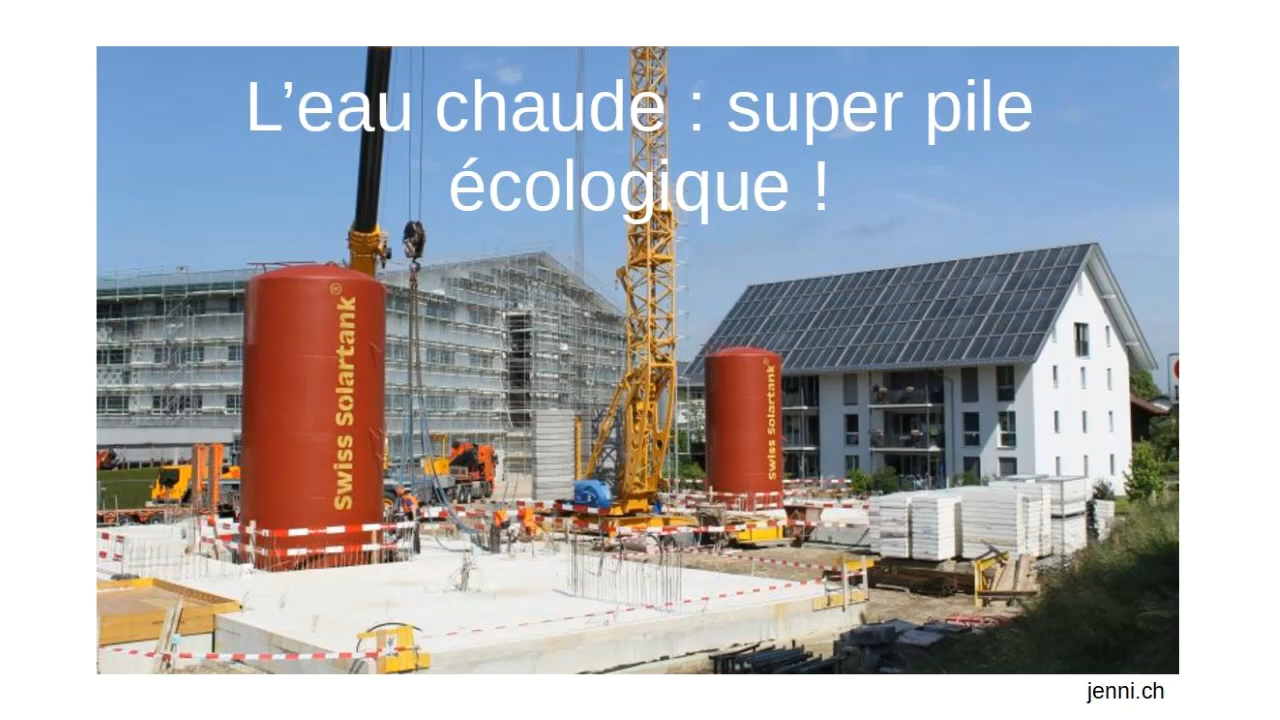 L’eau chaude : super pile
écologique !
swiss solartank®
swiss solartank®
jenni.ch